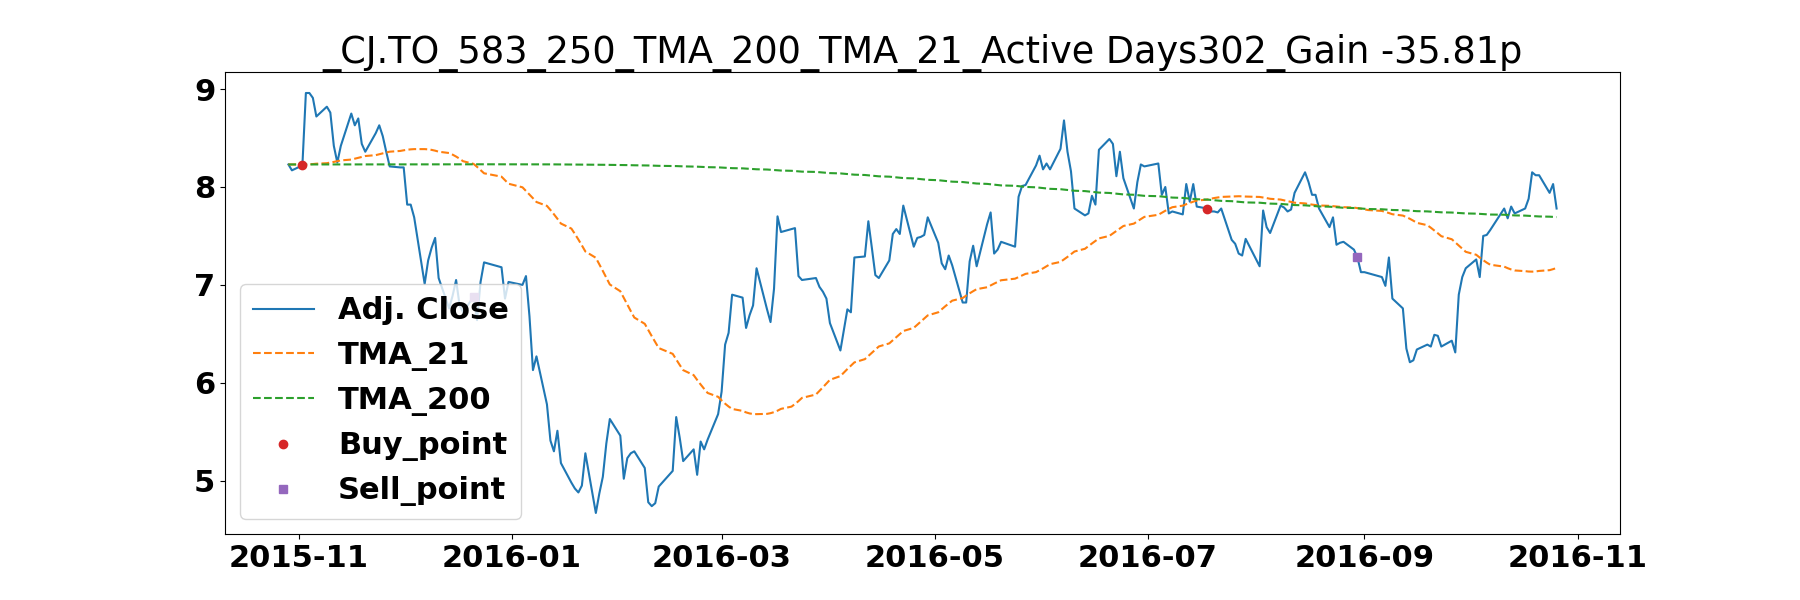 _CJ.TO_583_250_TMA_200_TMA_21_Active Days302_Gain -35.81p
9
8
7
6
5
Adj. Close
TMA_21
TMA_200
Buy_point
Sell_point
2015-11 2016-01 2016-03 2016-05 2016-07 2016-09 2016-11